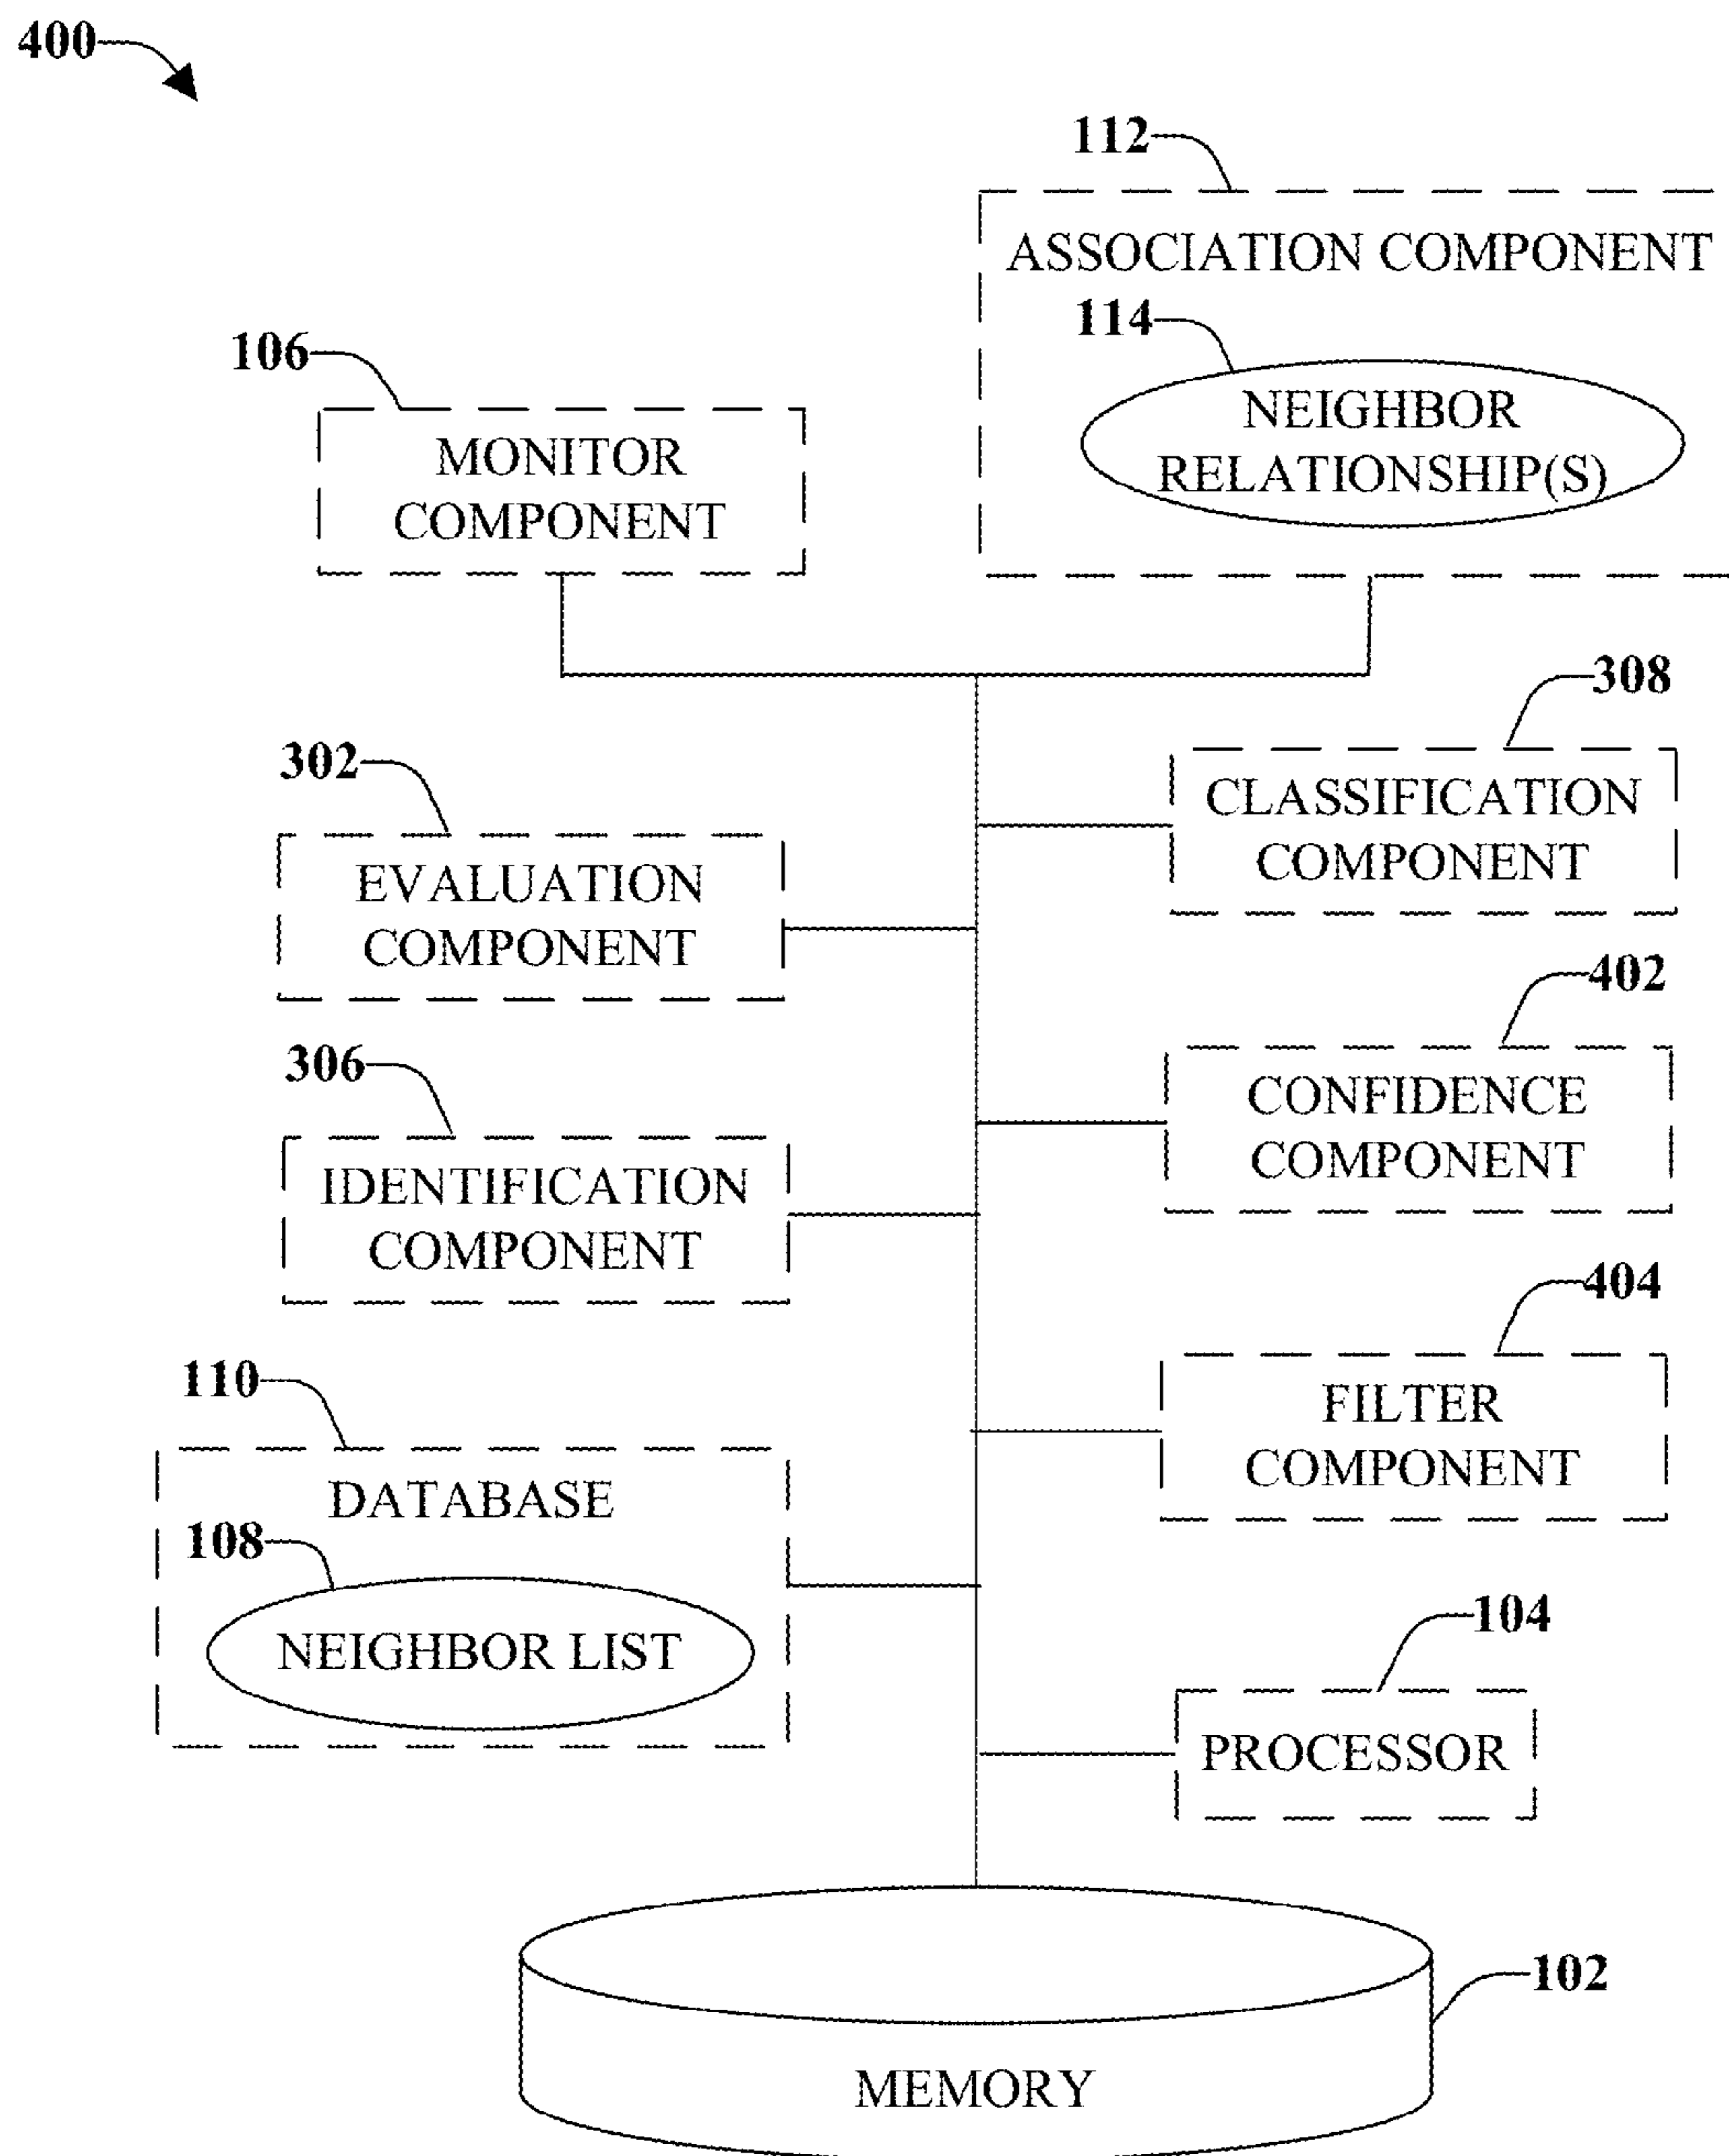 400
112
ASSOCIATION COMPONENT
114
NEIGHBOR
RELATIONSHIP(S)
106
MONITOR
COMPONENT
308
CLASSIFICATION
COMPONENT
302
EVALUATION
COMPONENT
402
CONFIDENCE
COMPONENT
306
IDENTIFICATION
COMPONENT
404
FILTER
COMPONENT
110
DATABASE
108
NEIGHBOR LIST
104
PROCESSOR
102
MEMORY